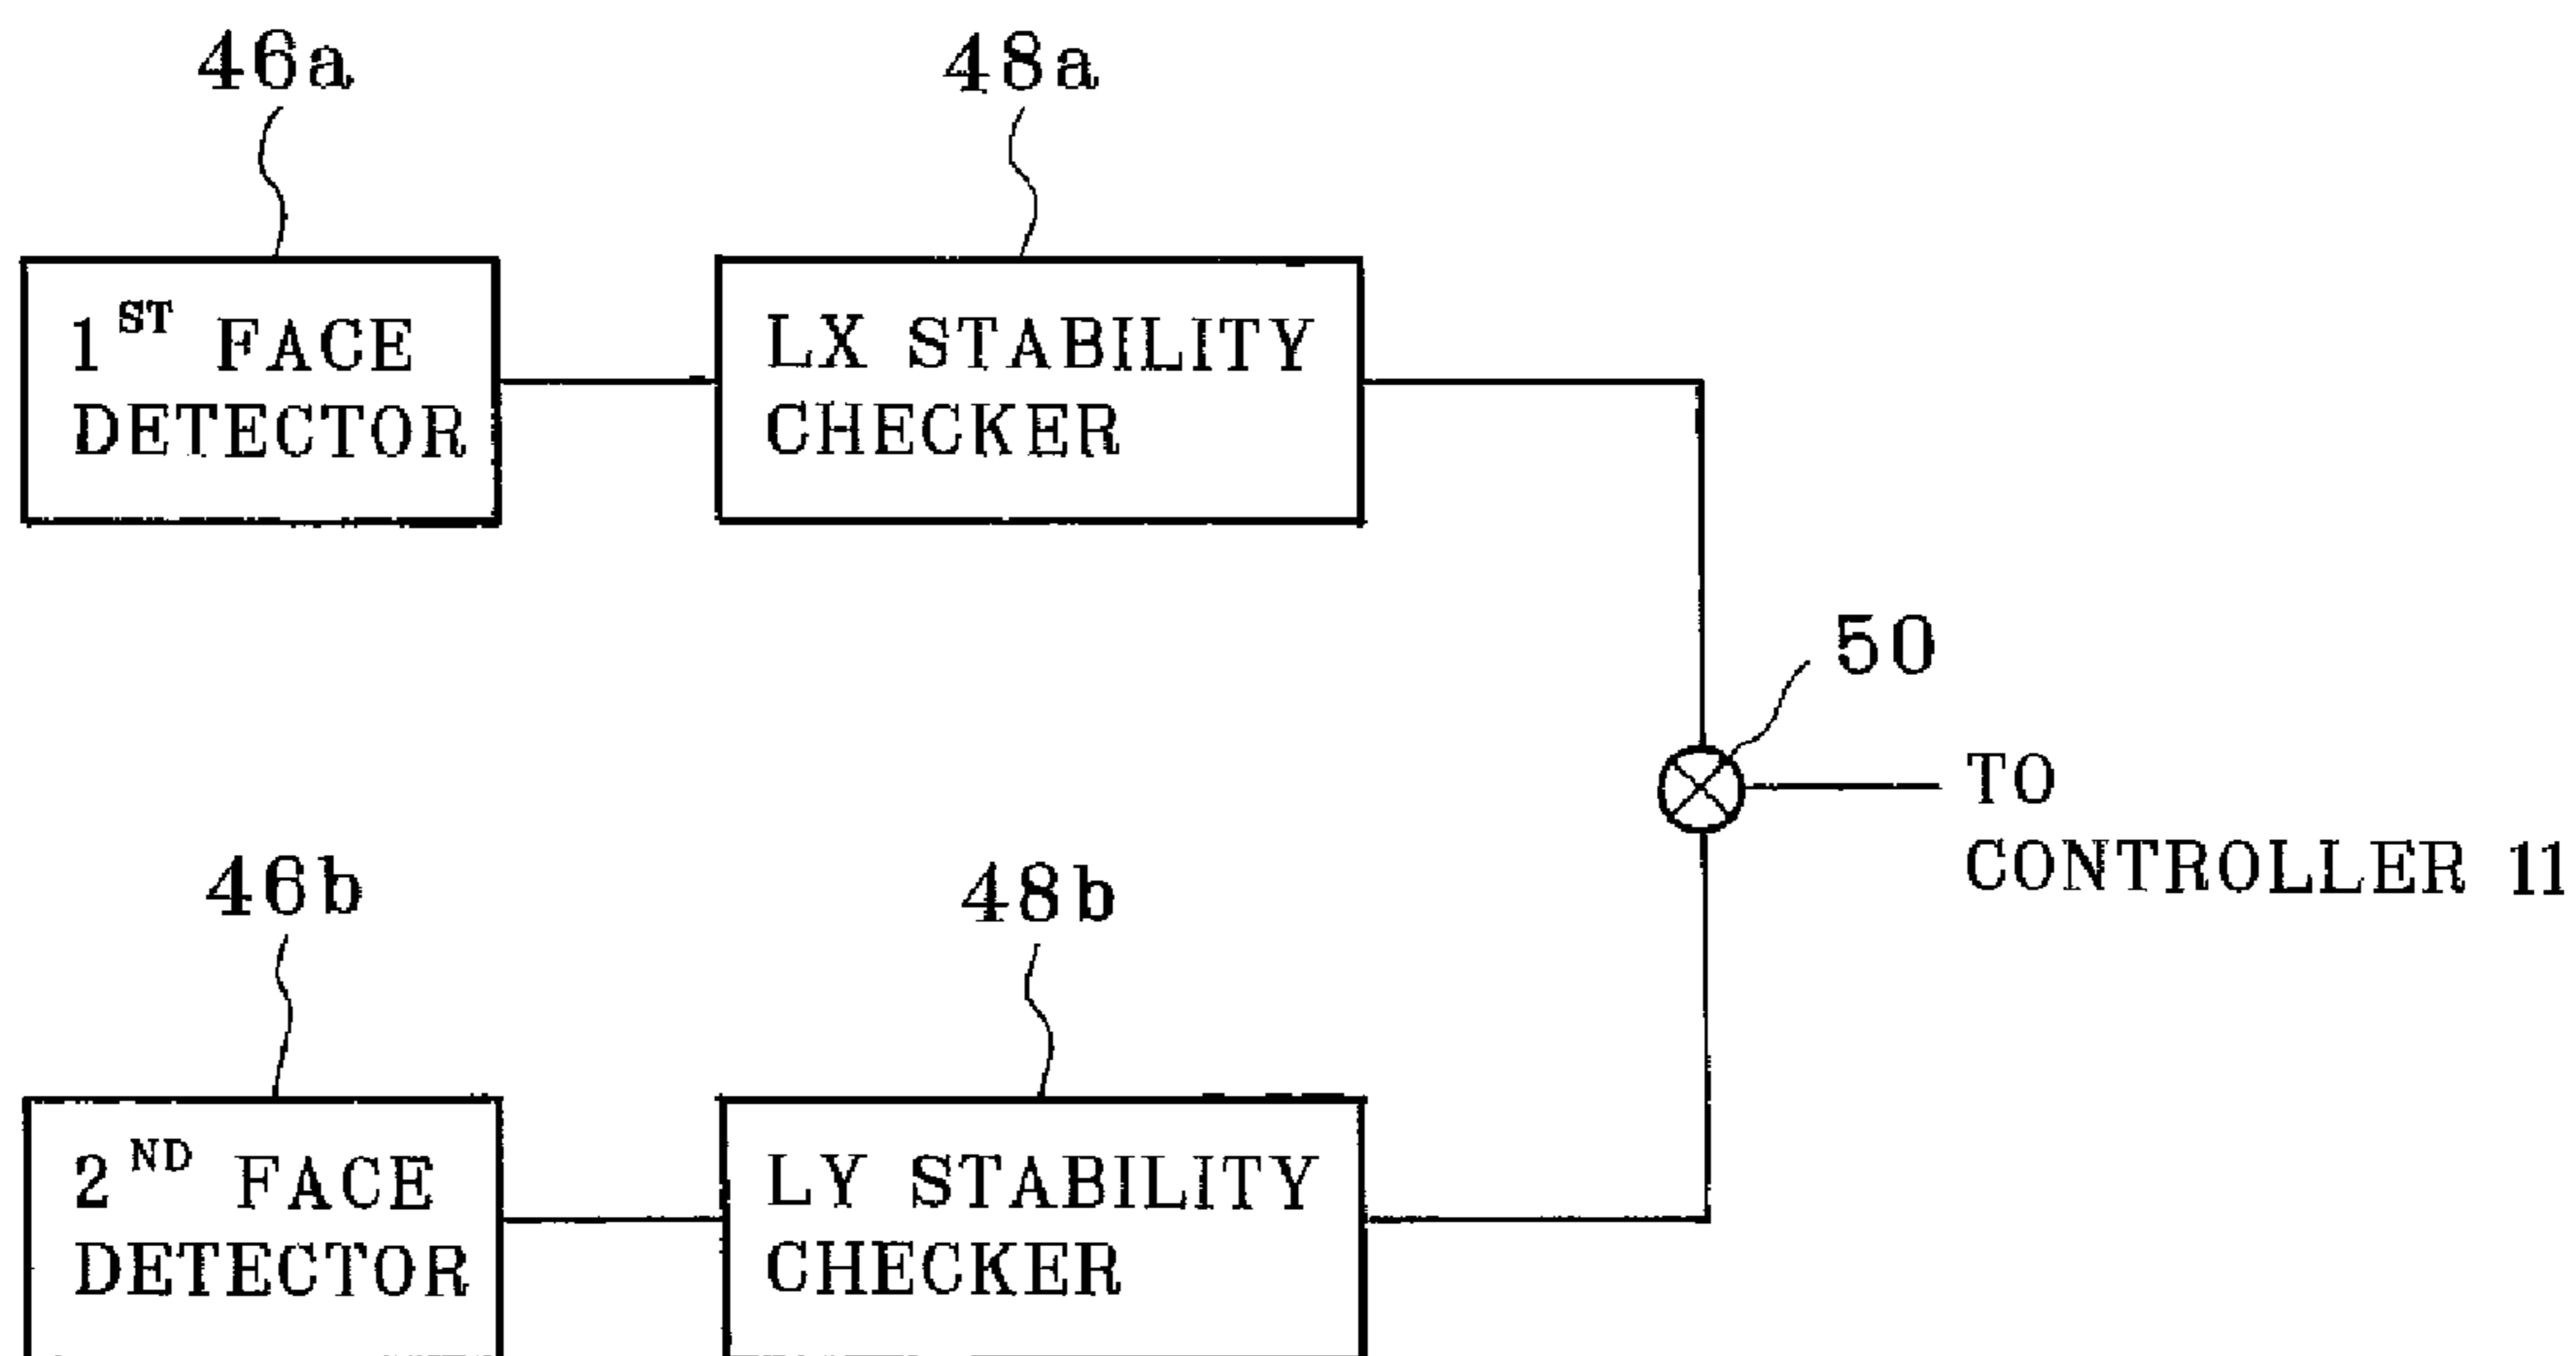 46a
48a
1ST FACE
DETECTOR
LX STABILITY
CHECKER
50
TO
CONTROLLER 11
46b
48b
2ND FACE
DETECTOR
LY STABILITY
CHECKER